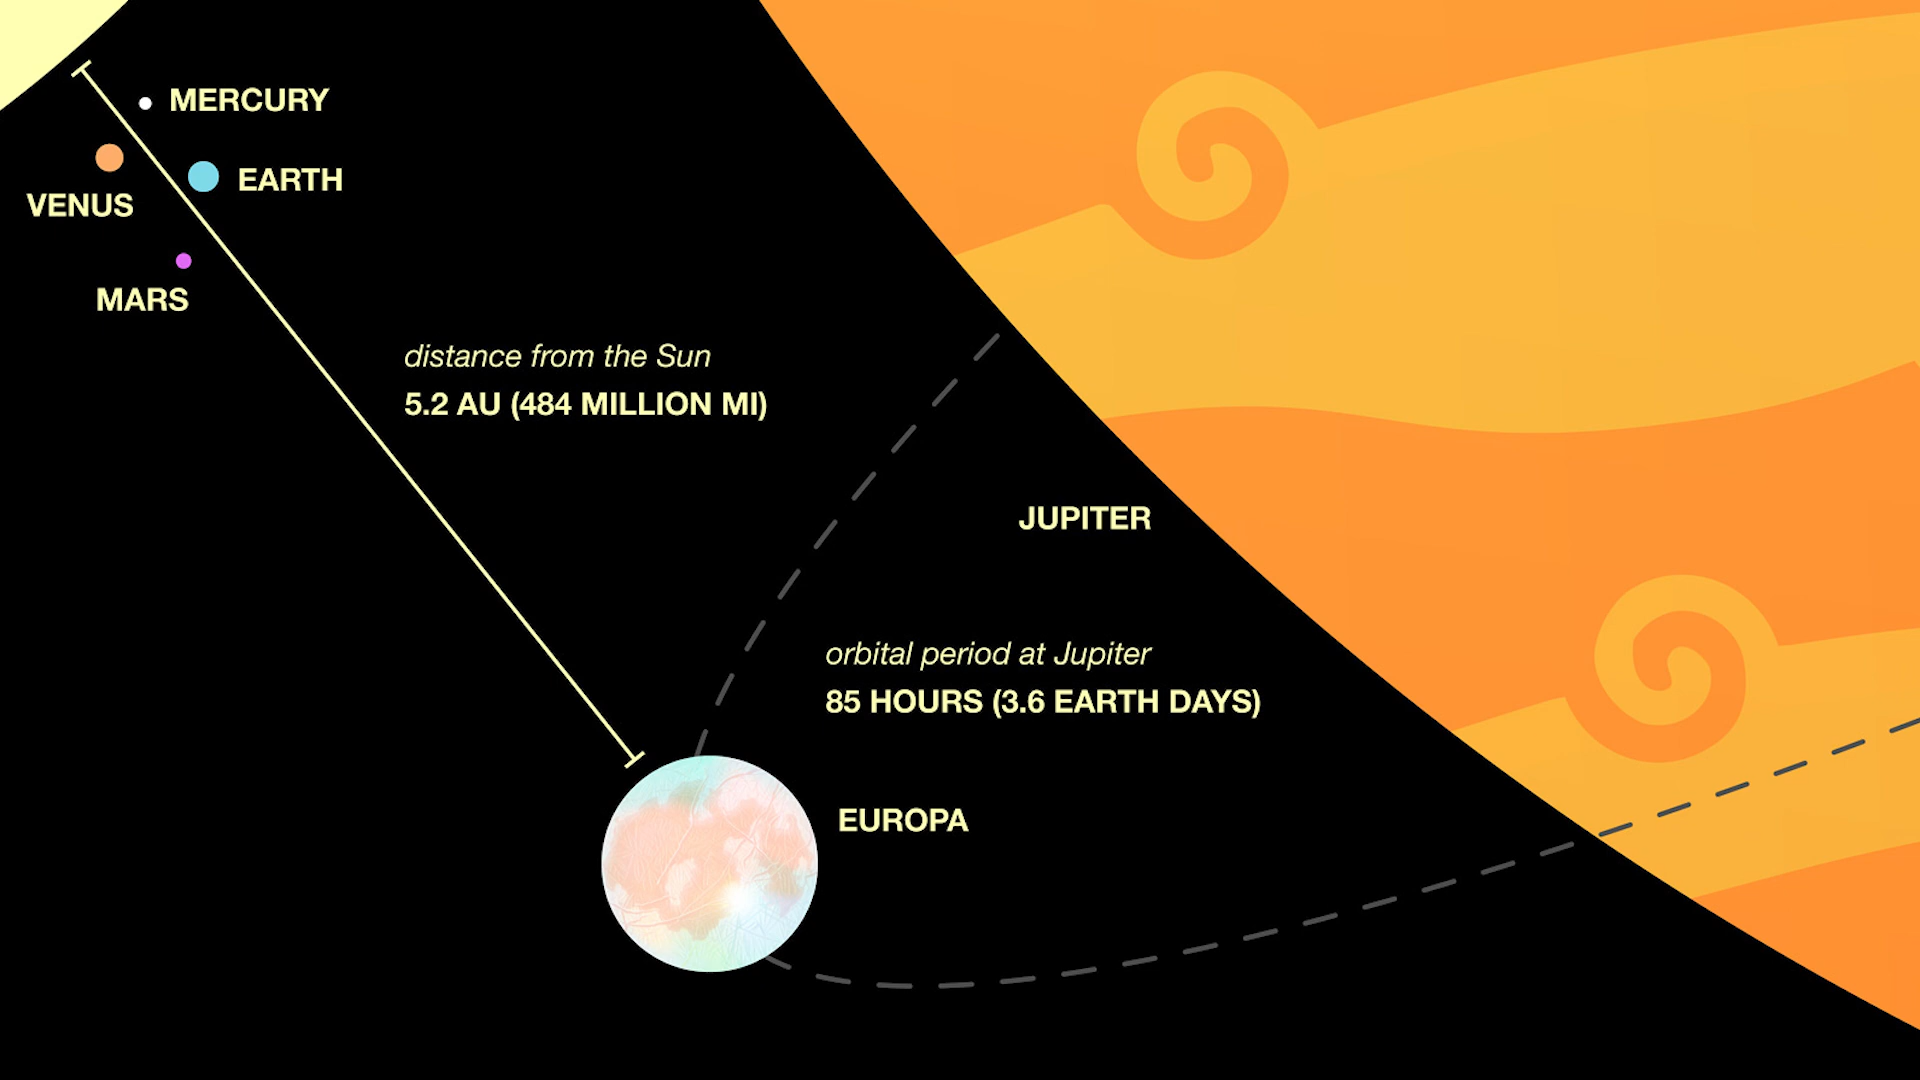 MERCURY
EARTH
VENUS
MARS
distance from the Sun
5.2 AU (484 MILLION MI)
JUPITER
orbital period at Jupiter
85 HOURS (3.6 EARTH DAYS)
EUROPA